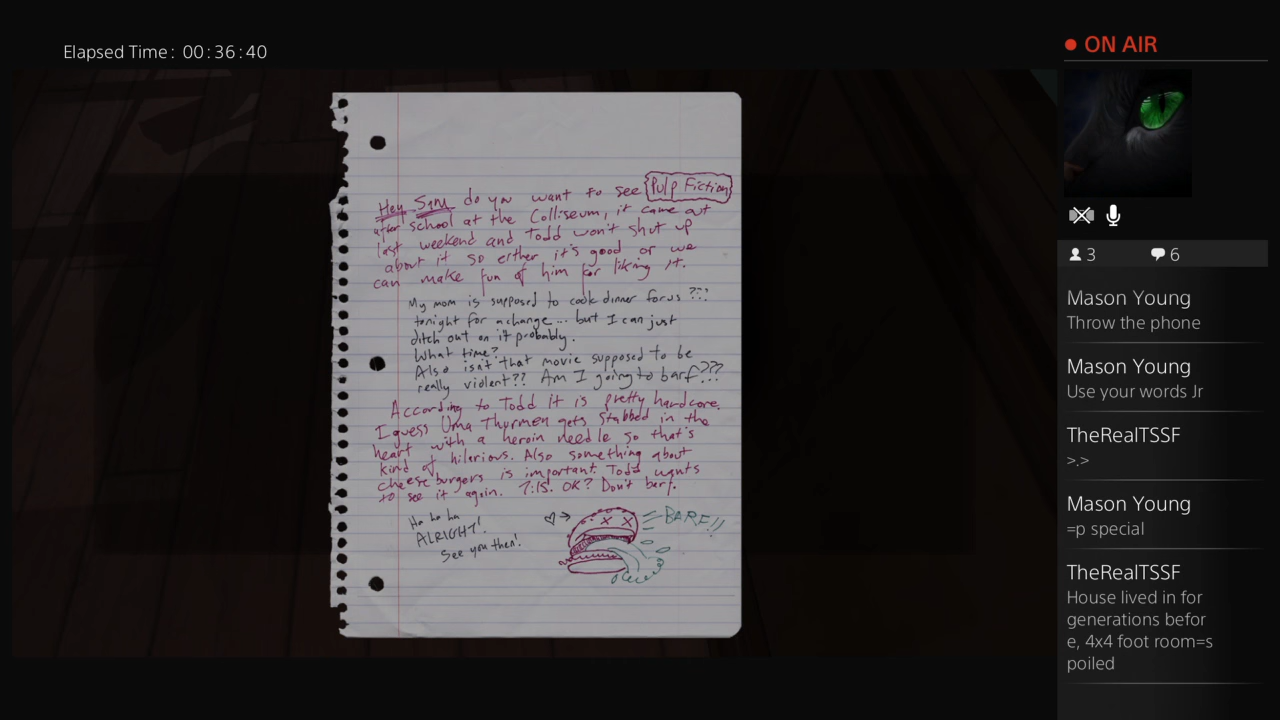 Elapsed Time: 00:36:40
Hey Sam do you want to see Pulp Fiction
after school at the Colliseum, it came out
last weekend and Todd won't shut up
about it so either it's good or we
can make fun of him for liking it.
My mom is supposed to cook dinner for us???
tonight for a change... but I can just
ditch out on it probably.
What time?
Also isn't that movie supposed to be
really violent?? Am I going to barf???
According to Todd it is pretty hardcore.
I guess Uma Thurmen gets stabbed in the
heart with a heroin needle so that's
kind of hilarious. Also something about
cheeseburgers is important. Todd wants
to see it again. 7:15. OK? Don't barf.
Ha ha ha
ALRIGHT!
See you then!
BARF!!
ON AIR
3 6
Mason Young
Throw the phone
Mason Young
Use your words Jr
TheRealTSSF
>.>
Mason Young
=p special
TheRealTSSF
House lived in for
generations befor
e, 4x4 foot room=s
poiled